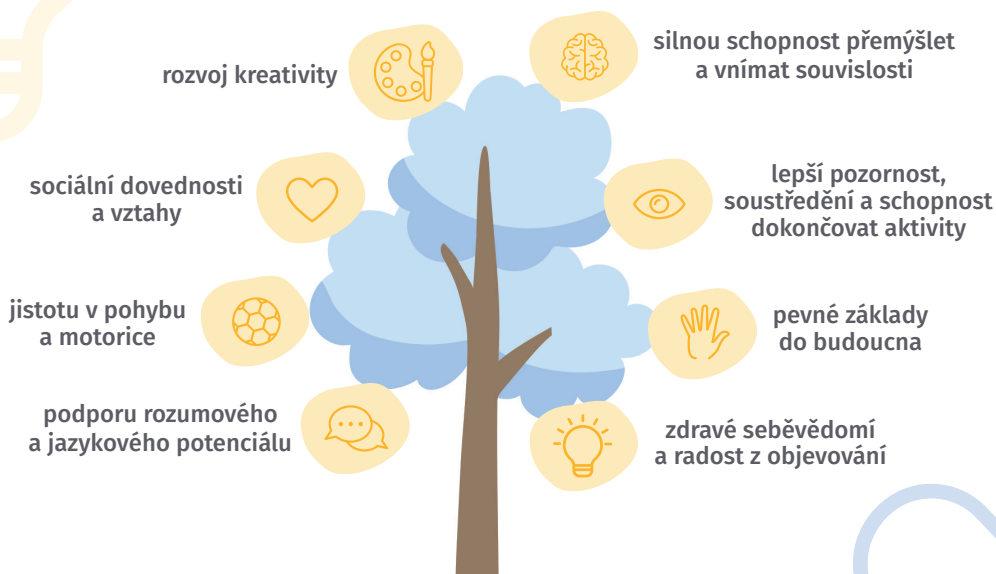 rozvoj kreativity
silnou schopnost přemýšlet
a vnímat souvislosti
sociální dovednosti
a vztahy
lepší pozornost,
soustředění a schopnost
dokončovat aktivity
jistotu v pohybu
a motorice
pevné základy
do budoucna
podporu rozumového
a jazykového potenciálu
zdravé seběvědomí
a radost z objevování